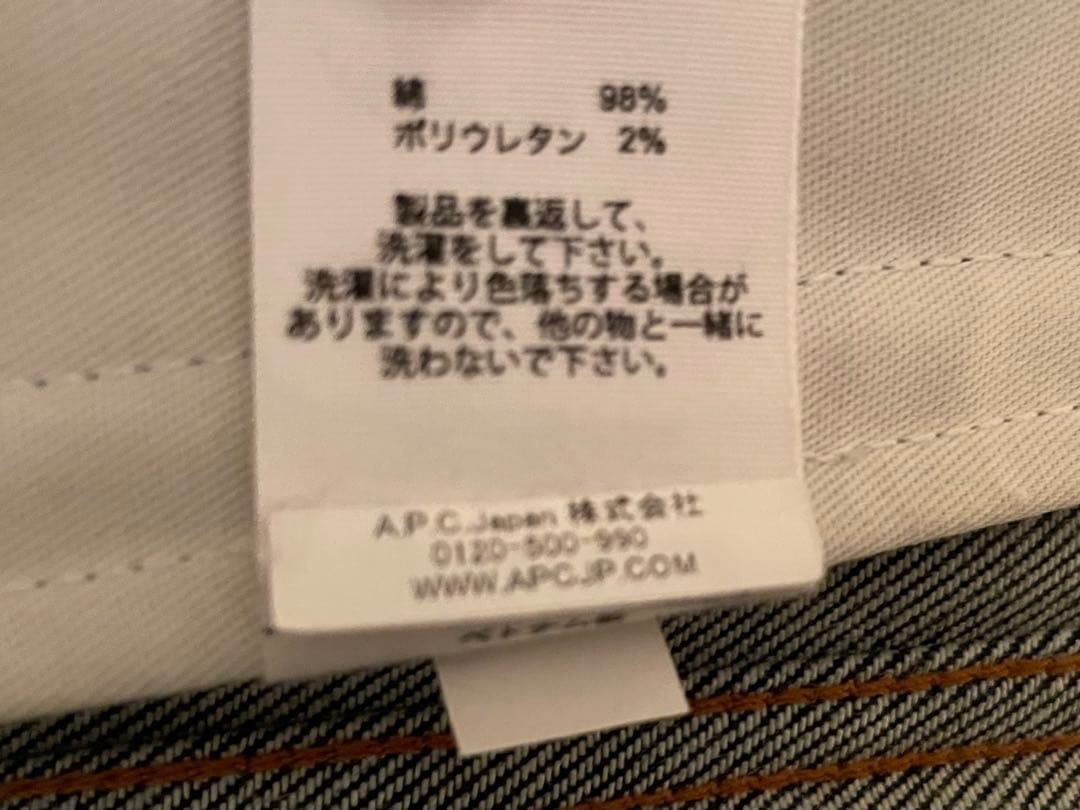 綿 98%
ポリウレタン 2%
製品を裏返して、
洗濯をして下さい。
洗濯により色落ちする場合が
ありますので、他の物と一緒に
洗わないで下さい。
A.P.C.Japan 株式会社
0120-500-990
WWW.APCJP.COM